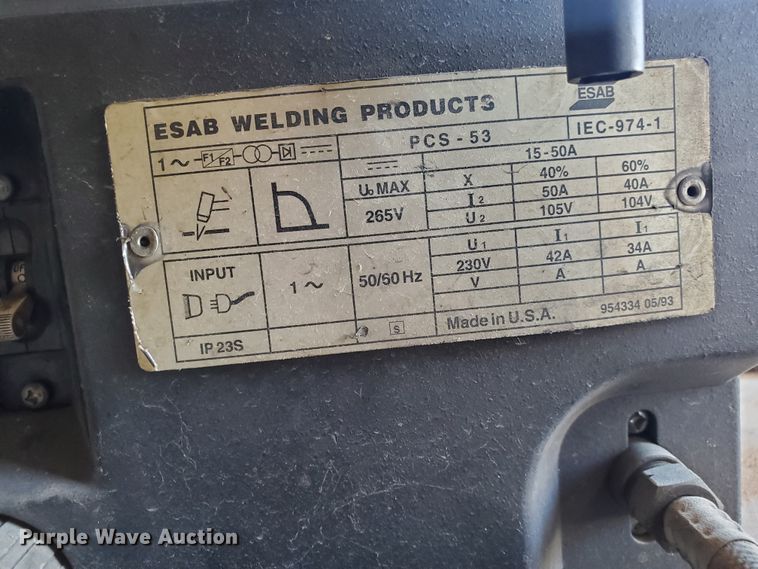 ESAB WELDING PRODUCTS
ESAB
PCS - 53
IEC-974-1
1 ~ F1 F2
15-50A
U₀ MAX
X 40% 60%
265V
I2 50A 40A
U2 105V 104V
INPUT
1 ~
50/60 Hz
U1 I1 I1
230V 42A 34A
V A A
IP 23S
S
Made in U.S.A.
954334 05/93
Purple Wave Auction